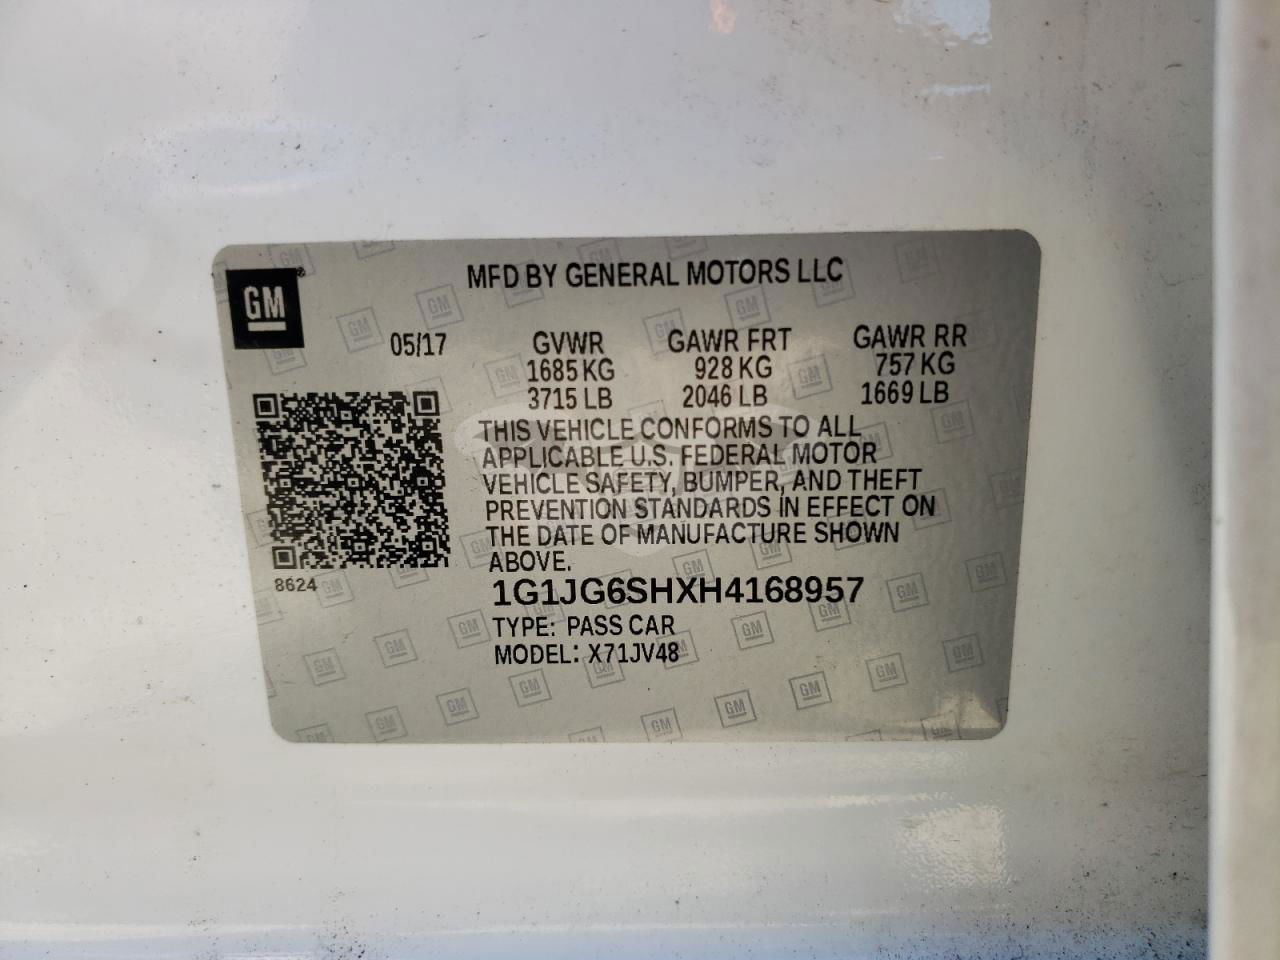 GM
MFD BY GENERAL MOTORS LLC
05/17 GVWR GAWR FRT GAWR RR
1685 KG 928 KG 757 KG
3715 LB 2046 LB 1669 LB
THIS VEHICLE CONFORMS TO ALL
APPLICABLE U.S. FEDERAL MOTOR
VEHICLE SAFETY, BUMPER, AND THEFT
PREVENTION STANDARDS IN EFFECT ON
THE DATE OF MANUFACTURE SHOWN
ABOVE.
8624
1G1JG6SHXH4168957
TYPE: PASS CAR
MODEL: X71JV48